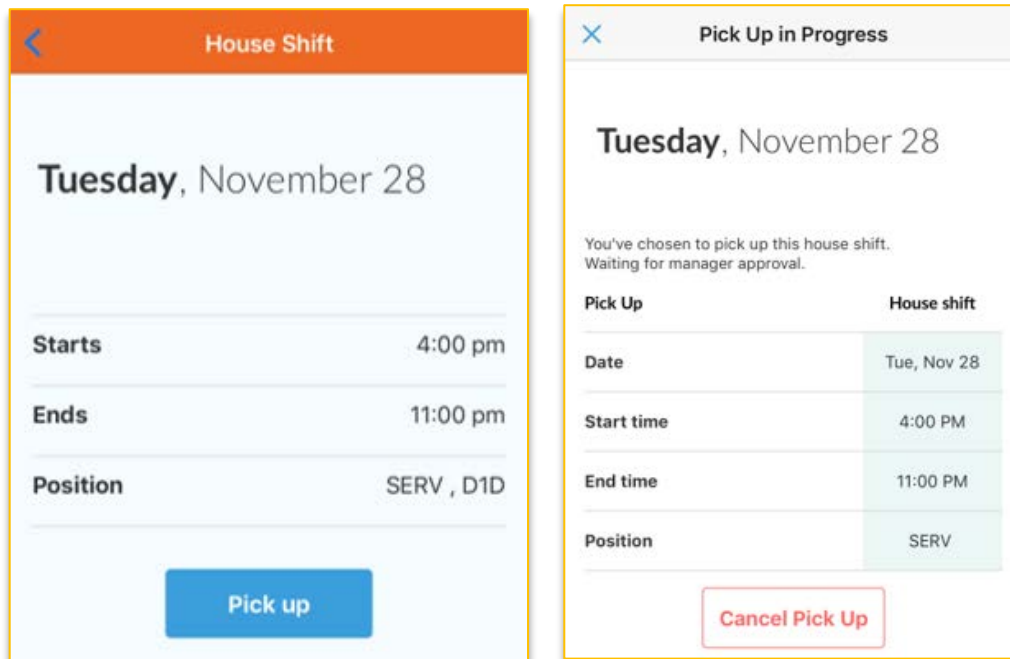 House Shift
Tuesday, November 28
Starts 4:00 pm
Ends 11:00 pm
Position SERV , D1D
Pick up
Pick Up in Progress
Tuesday, November 28
You've chosen to pick up this house shift.
Waiting for manager approval.
Pick Up House shift
Date Tue, Nov 28
Start time 4:00 PM
End time 11:00 PM
Position SERV
Cancel Pick Up